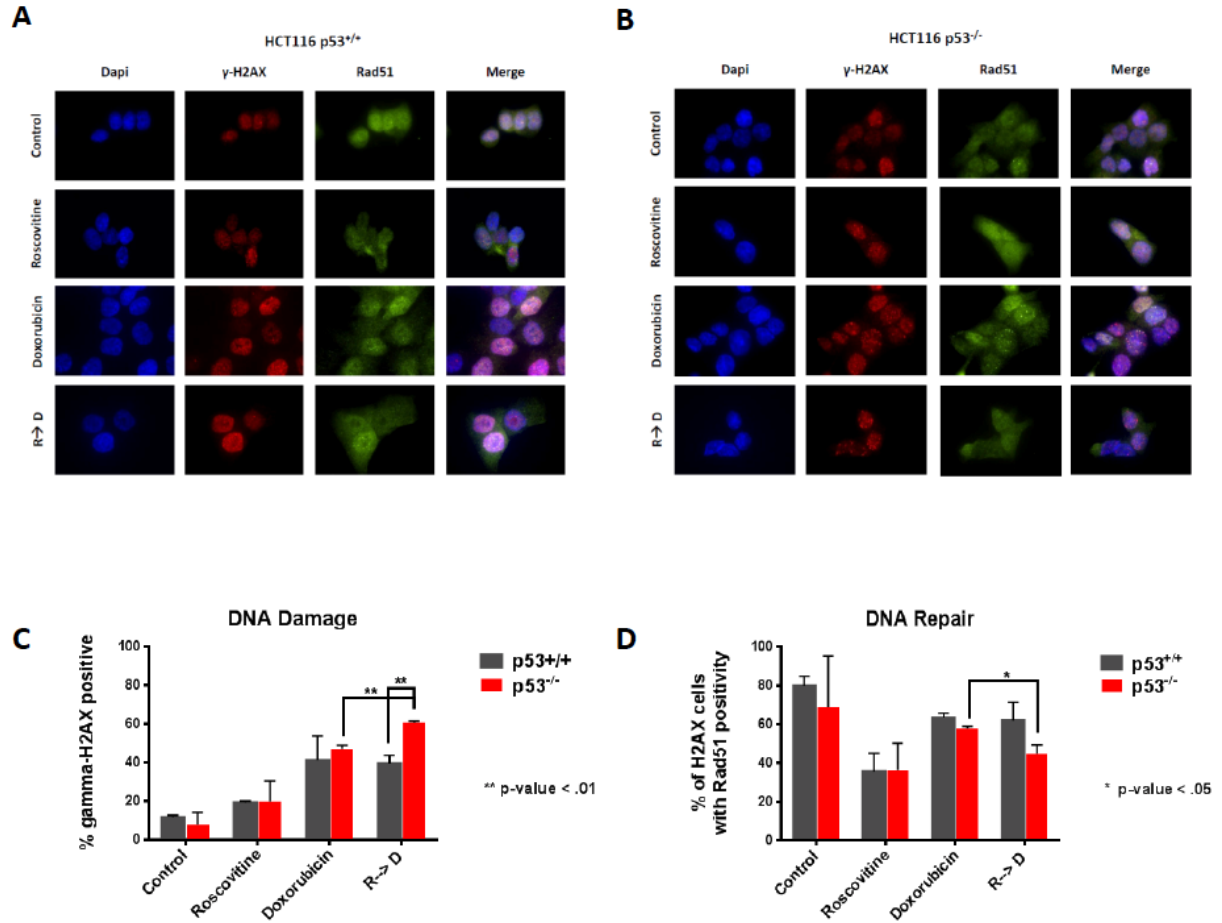 A
HCT116 p53+/+
Dapi γ-H2AX Rad51 Merge
Control
Roscovitine
Doxorubicin
R→ D
B
HCT116 p53-/-
Dapi γ-H2AX Rad51 Merge
Control
Roscovitine
Doxorubicin
R→ D
C
DNA Damage
% gamma-H2AX positive
100
80
60
40
20
0
** **
p53+/+
p53-/-
** p-value < .01
Control Roscovitine Doxorubicin R--> D
D
DNA Repair
% of H2AX cells
with Rad51 positivity
100
80
60
40
20
0
*
p53+/+
p53-/-
* p-value < .05
Control Roscovitine Doxorubicin R--> D